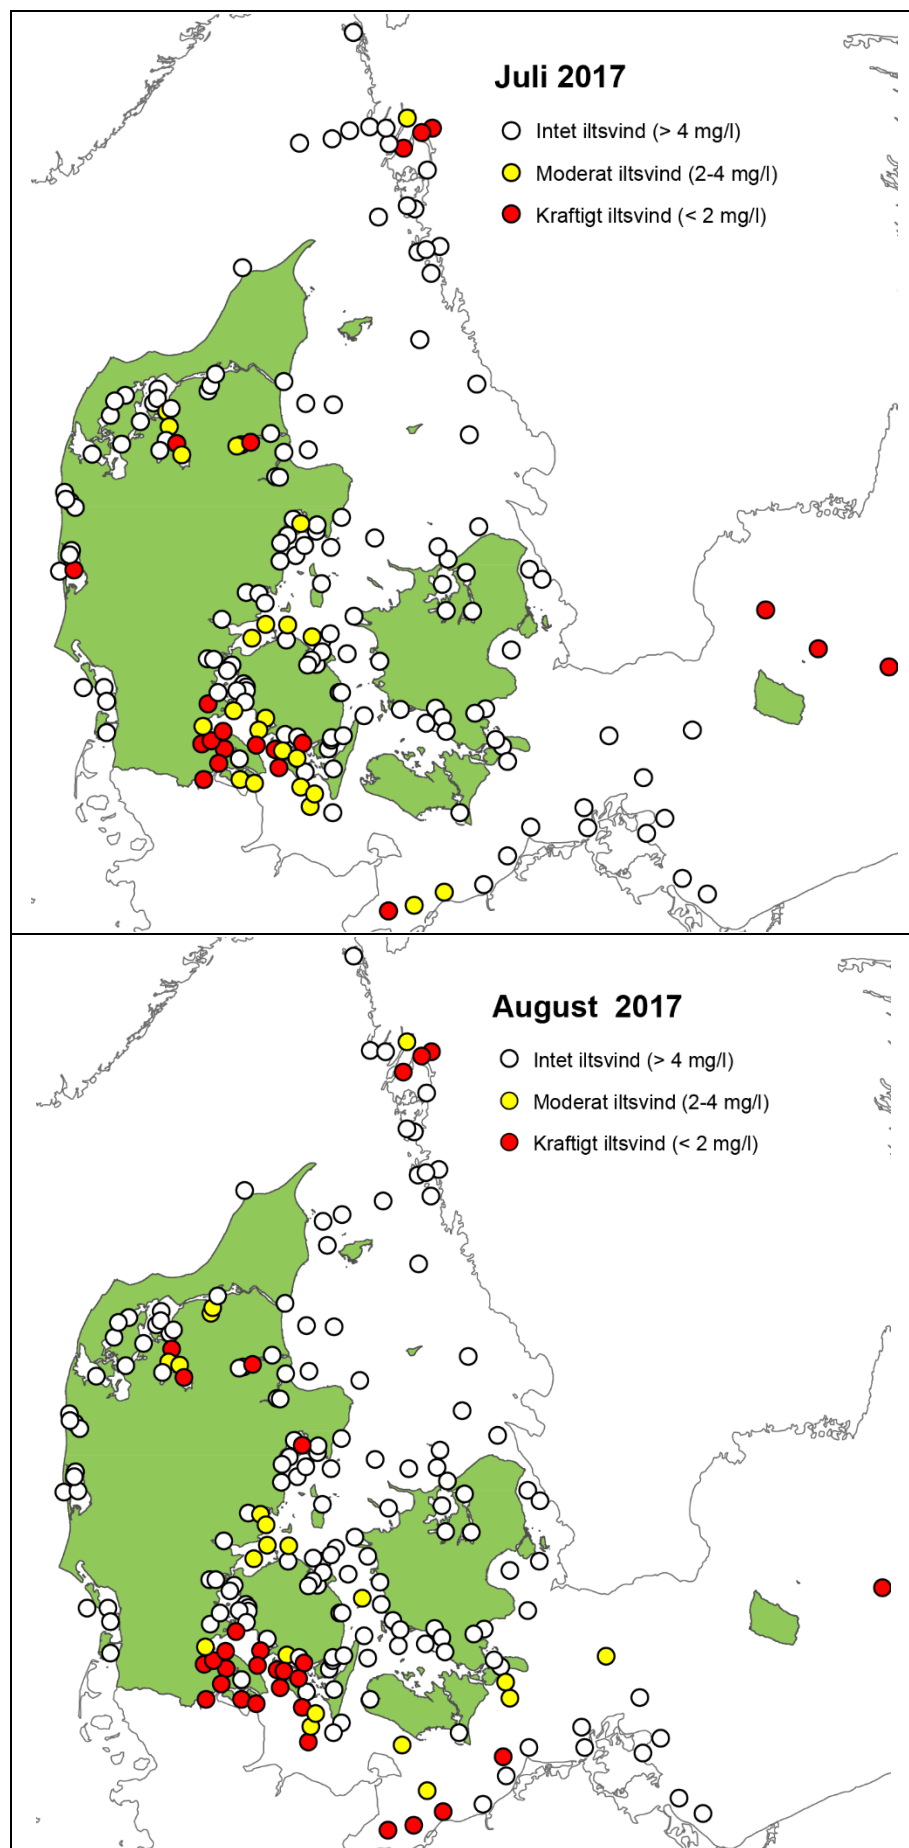 Juli 2017
Intet iltsvind (> 4 mg/l)
Moderat iltsvind (2-4 mg/l)
Kraftigt iltsvind (< 2 mg/l)
August 2017
Intet iltsvind (> 4 mg/l)
Moderat iltsvind (2-4 mg/l)
Kraftigt iltsvind (< 2 mg/l)